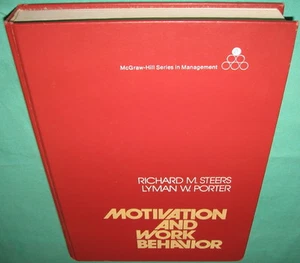 McGraw-Hill Series in Management
RICHARD M. STEERS
LYMAN W. PORTER
MOTIVATION
AND
WORK
BEHAVIOR